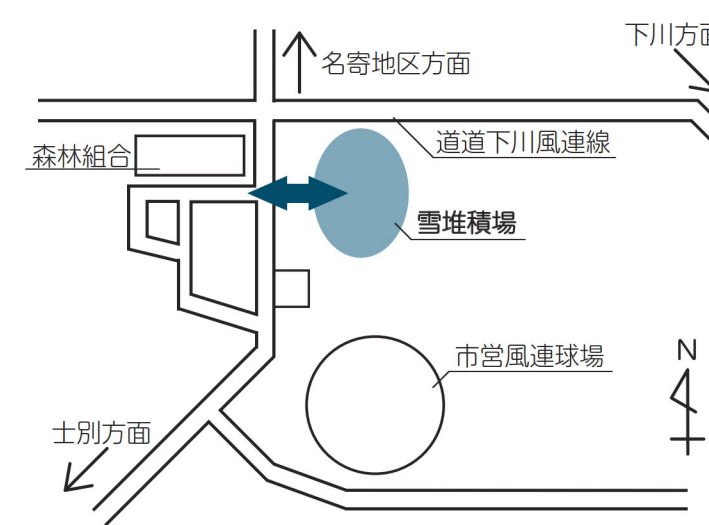 下川方面
名寄地区方面
道道下川風連線
森林組合
雪堆積場
市営風連球場
N
士別方面